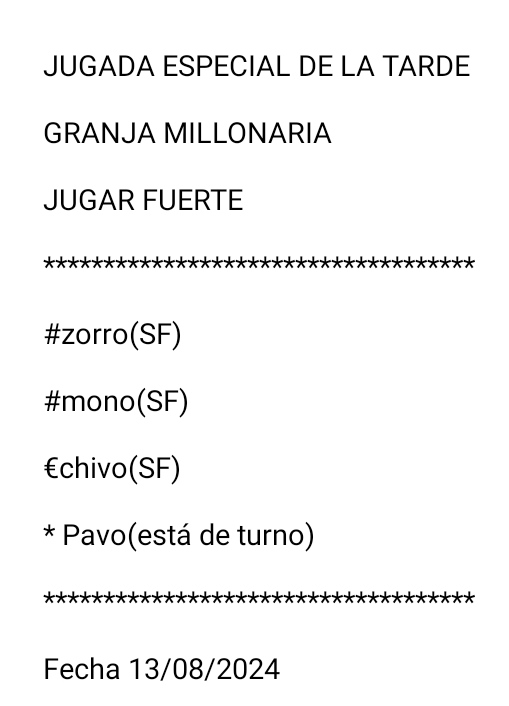 JUGADA ESPECIAL DE LA TARDE
GRANJA MILLONARIA
JUGAR FUERTE
************************************
#zorro(SF)
#mono(SF)
€chivo(SF)
* Pavo(está de turno)
************************************
Fecha 13/08/2024